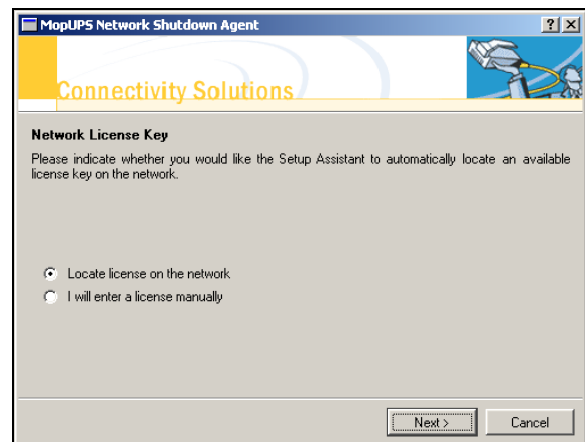 MopUPS Network Shutdown Agent
Connectivity Solutions
Network License Key
Please indicate whether you would like the Setup Assistant to automatically locate an available
license key on the network.
Locate license on the network
I will enter a license manually
Next >
Cancel